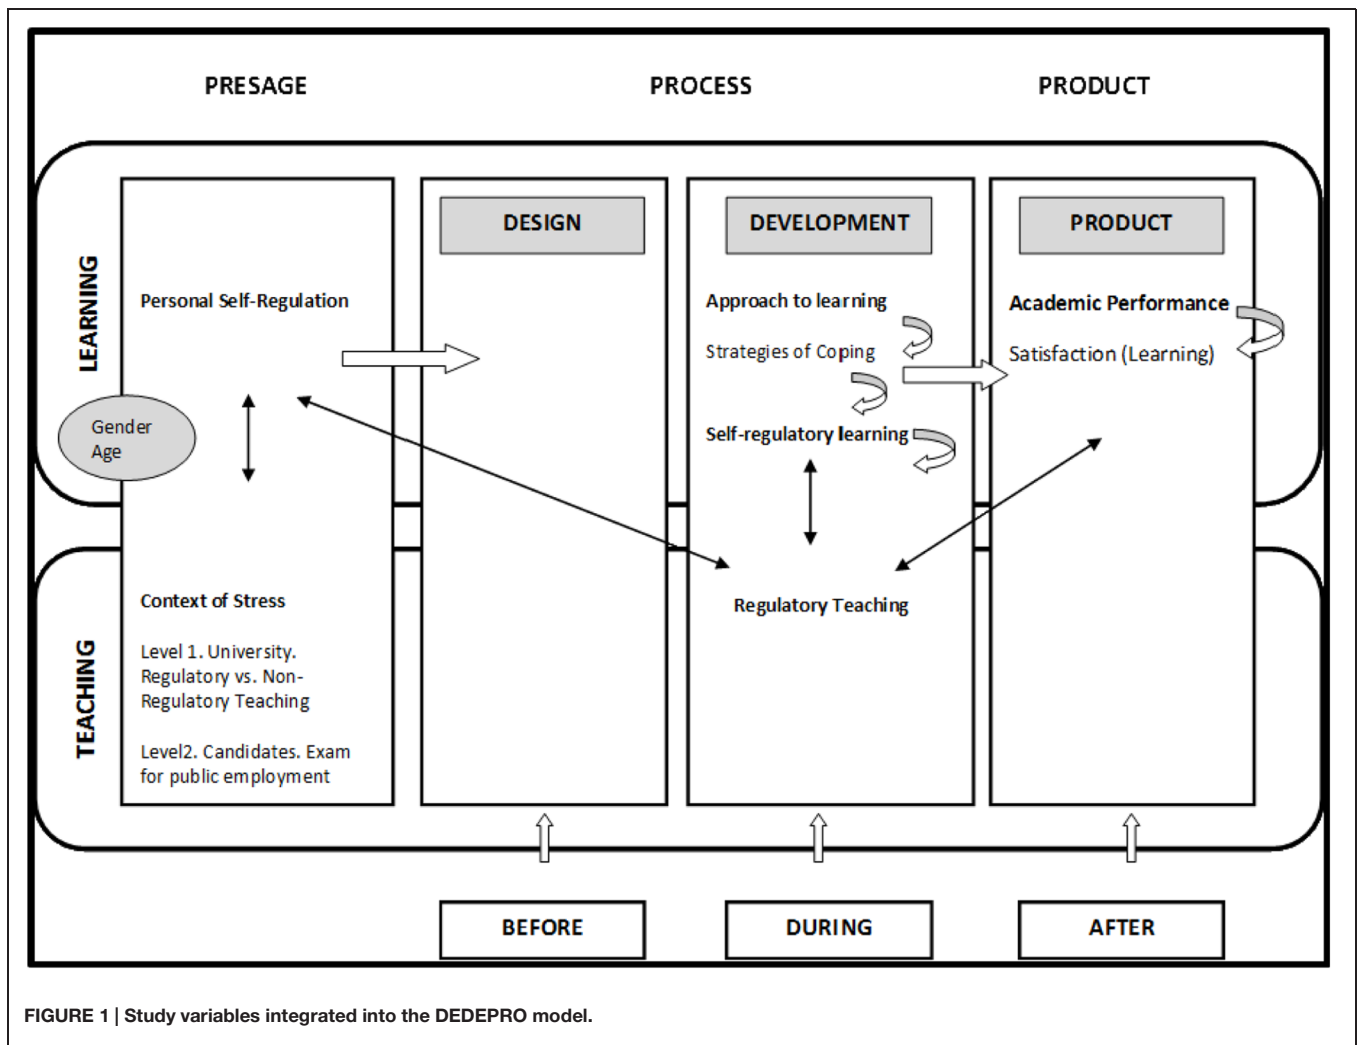 PRESAGE
PROCESS
PRODUCT
LEARNING
Personal Self-Regulation
Gender
Age
DESIGN
DEVELOPMENT
Approach to learning
Strategies of Coping
Self-regulatory learning
PRODUCT
Academic Performance
Satisfaction (Learning)
TEACHING
Context of Stress
Level 1. University.
Regulatory vs. Non-
Regulatory Teaching
Level2. Candidates. Exam
for public employment
Regulatory Teaching
BEFORE
DURING
AFTER
FIGURE 1 | Study variables integrated into the DEDEPRO model.